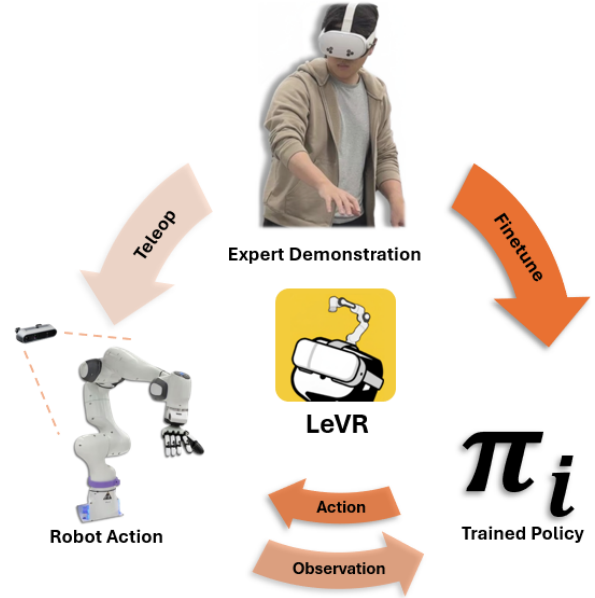 Teleop
Finetune
Expert Demonstration
LeVR
πi
Action
Trained Policy
Robot Action
Observation